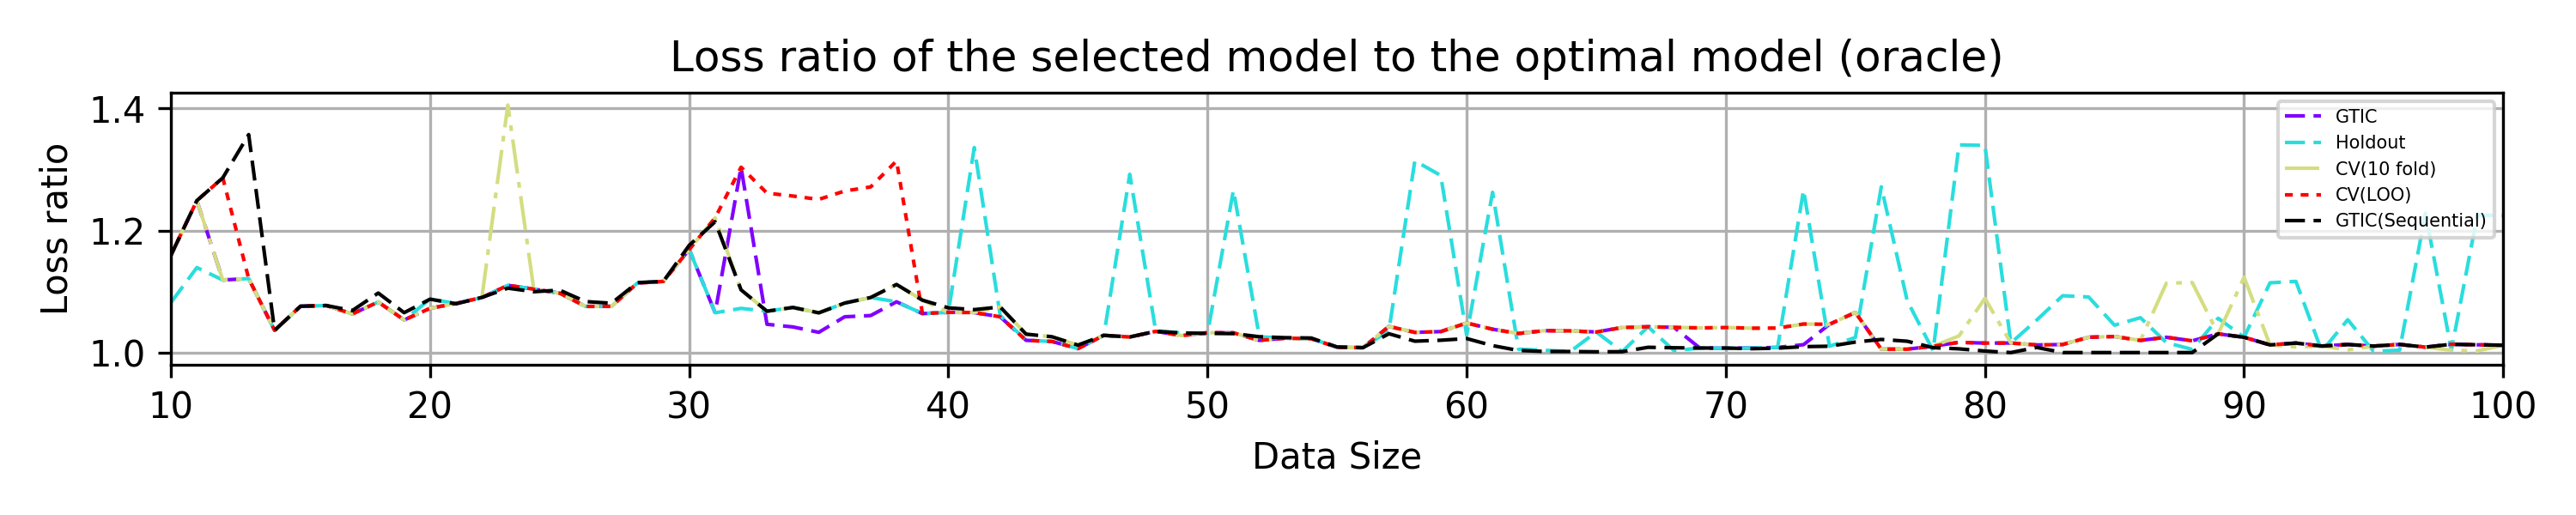 Loss ratio of the selected model to the optimal model (oracle)
Loss ratio
1.4
1.2
1.0
GTIC
Holdout
CV(10 fold)
CV(LOO)
GTIC(Sequential)
10 20 30 40 50 60 70 80 90 100
Data Size